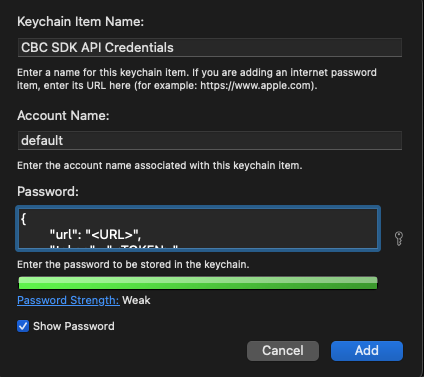 Keychain Item Name:
CBC SDK API Credentials
Enter a name for this keychain item. If you are adding an internet password
item, enter its URL here (for example: https://www.apple.com).
Account Name:
default
Enter the account name associated with this keychain item.
Password:
{
"url": "<URL>",
Enter the password to be stored in the keychain.
Password Strength: Weak
Show Password
Cancel
Add